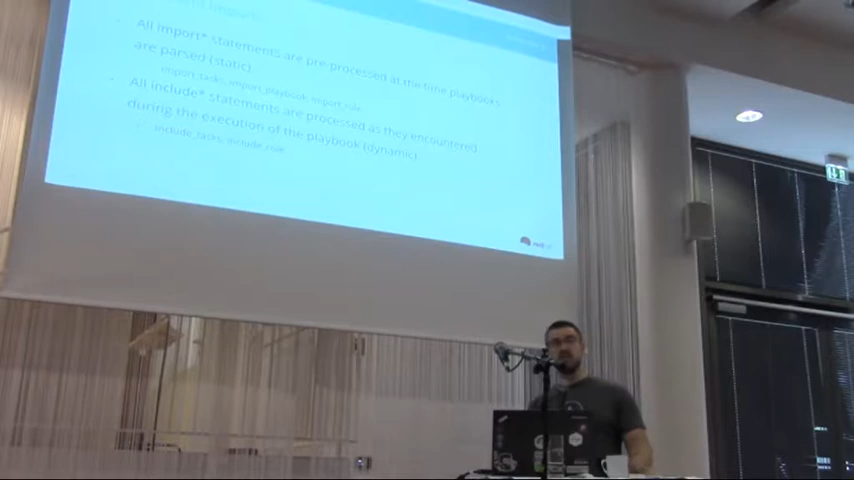 All import* statements are pre-processed at the time playbooks
are parsed (static).
import_tasks, import_playbook, import_role
All include* statements are processed as they encountered
during the execution of the playbook (dynamic).
include_tasks, include_role